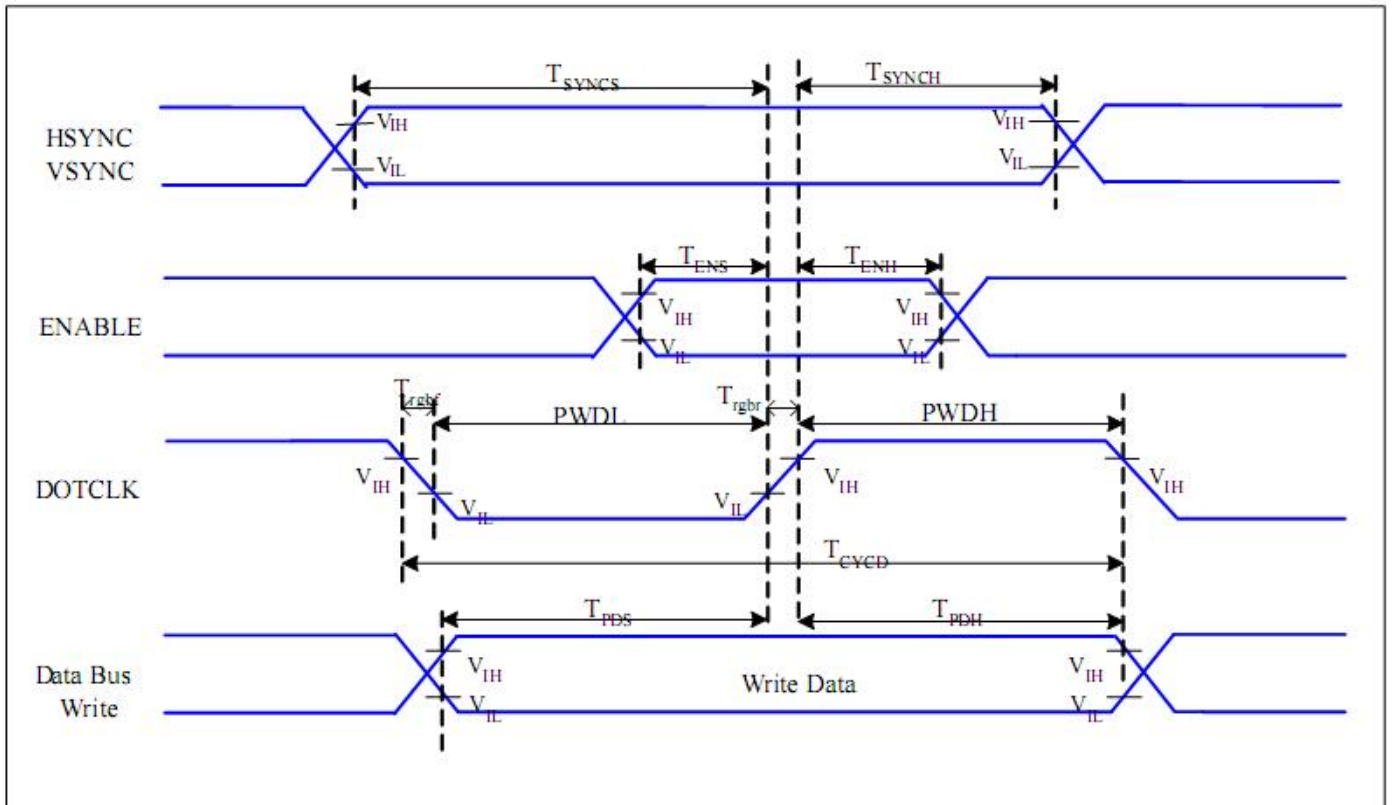 TSYNCS TSYNCH
HSYNC
VSYNC
VIH VIH
VIL VIL
TENS TENH
ENABLE
VIH VIH
VIL VIL
Trgbf PWDL Trgbr PWDH
DOTCLK
VIH VIH VIH
VIL VIL
TCYCD
TPDS TPDH
Data Bus
Write
VIH Write Data VIH
VIL VIL